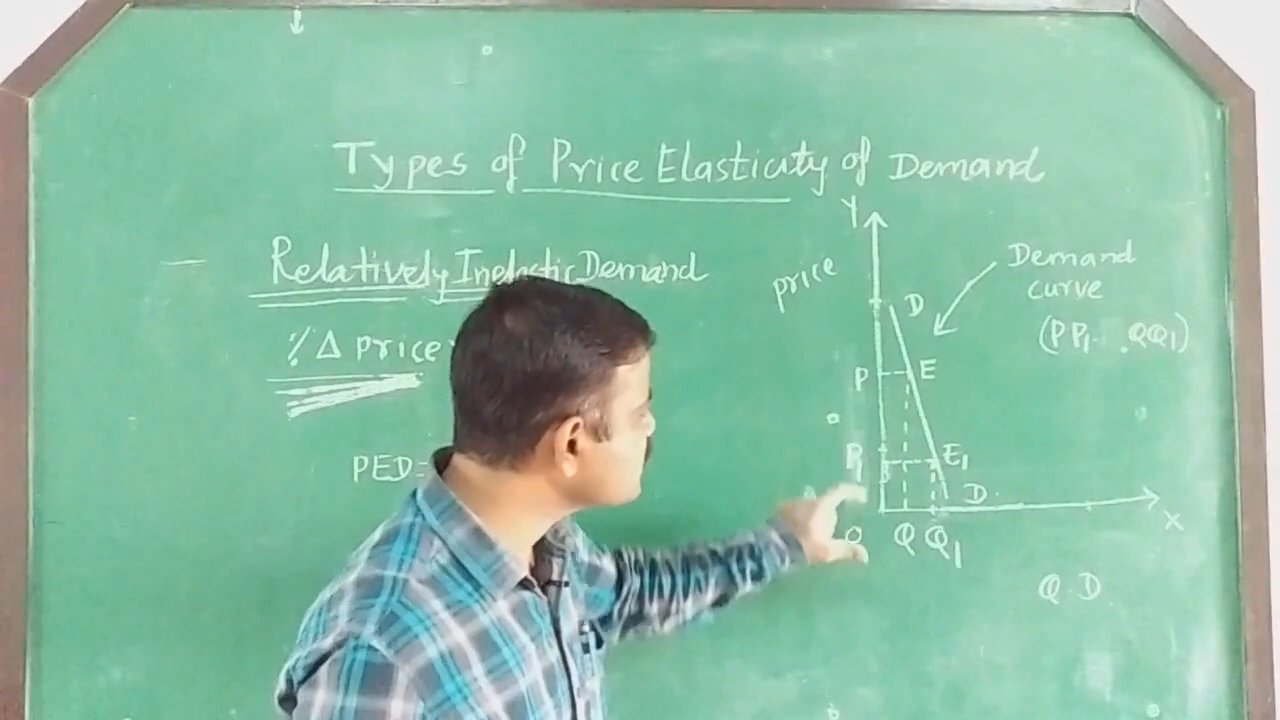 Types of Price Elasticity of Demand
— Relatively Inelastic Demand
% Δ price
PED=
Y
price
D
Demand
curve
(PP1...QQ1)
P
E
P1
E1
D
O
Q
Q1
X
Q.D